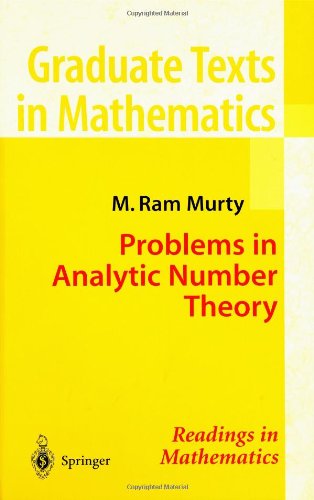 Graduate Texts
in Mathematics
M. Ram Murty
Problems in
Analytic Number
Theory
Readings in
Mathematics
Springer